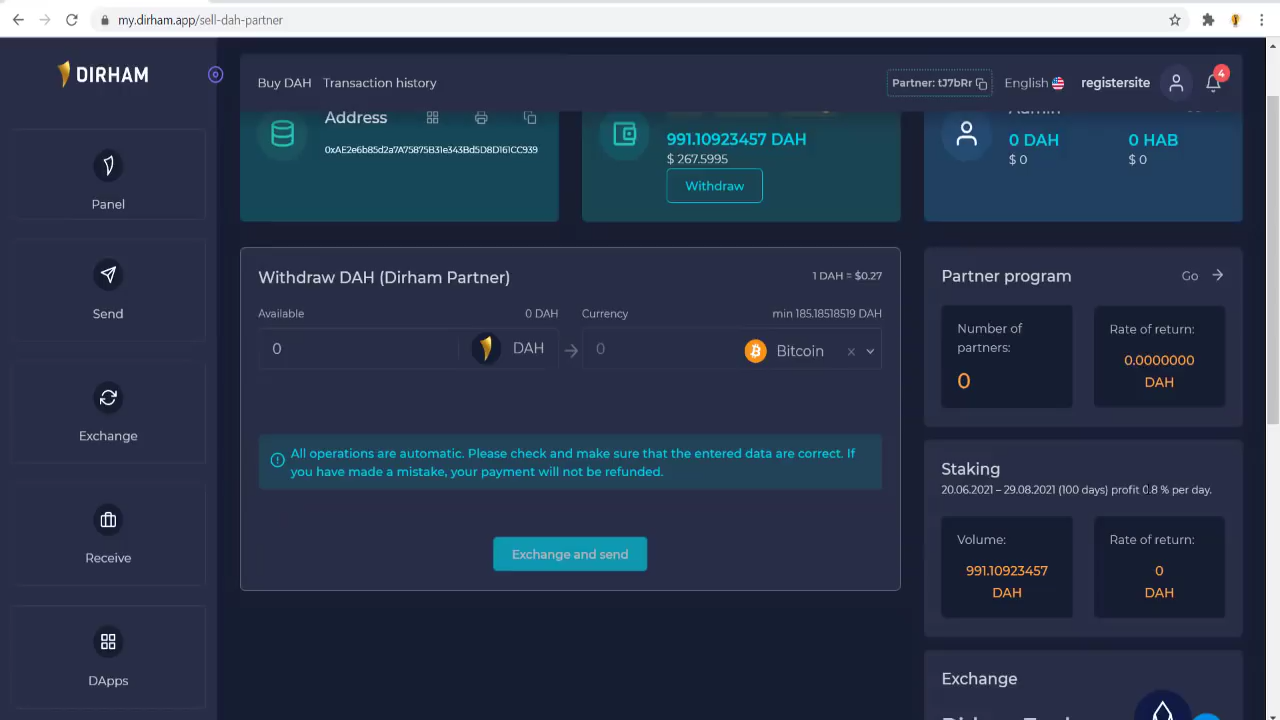 my.dirham.app/sell-dah-partner
DIRHAM
Buy DAH Transaction history
Partner: tJ7bRr
English
registersite
4
Address
0xAE2e6b85d2a7A75875B31e343Bd5D8D161CC939
991.10923457 DAH
$ 267.5995
Withdraw
Admin
0 DAH
0 HAB
$ 0
$ 0
Panel
Send
Exchange
Receive
DApps
Withdraw DAH (Dirham Partner)
1 DAH = $0.27
Available
0 DAH
Currency
min 185.18518519 DAH
0
DAH
0
Bitcoin
All operations are automatic. Please check and make sure that the entered data are correct. If
you have made a mistake, your payment will not be refunded.
Exchange and send
Partner program
Go
Number of
partners:
0
Rate of return:
0.0000000
DAH
Staking
20.06.2021 – 29.08.2021 (100 days) profit 0.8 % per day.
Volume:
991.10923457
DAH
Rate of return:
0
DAH
Exchange